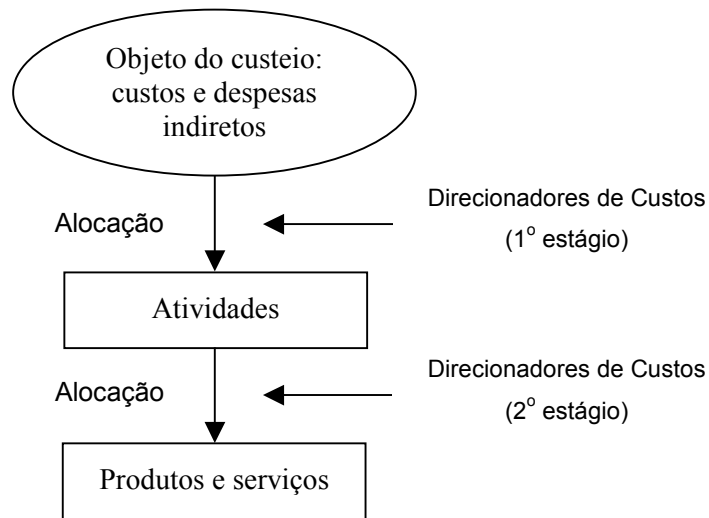 Objeto do custeio:
custos e despesas
indiretos
Direcionadores de Custos
Alocação
(1º estágio)
Atividades
Direcionadores de Custos
Alocação
(2º estágio)
Produtos e serviços